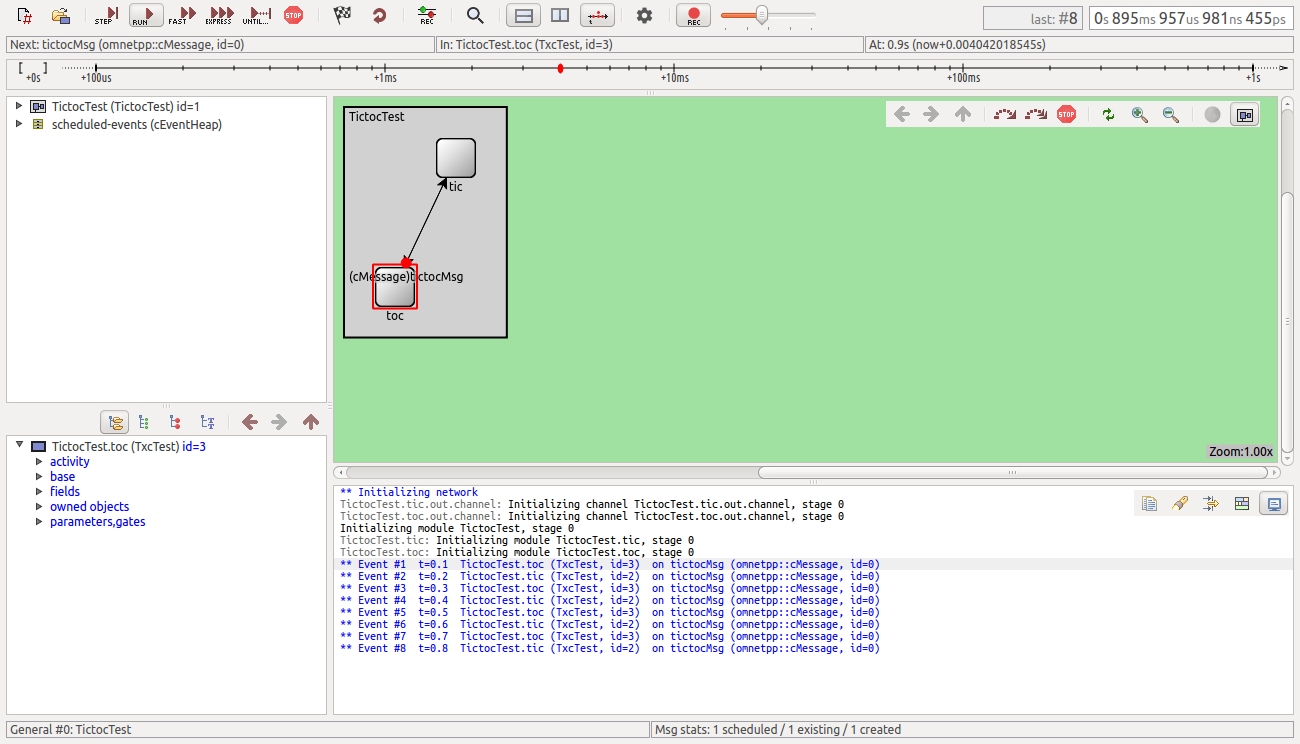 STEP RUN FAST EXPRESS UNTIL... STOP REC REC last: #8 0s 895ms 957us 981ns 455ps
Next: tictocMsg (omnetpp::cMessage, id=0) In: TictocTest.toc (TxcTest, id=3) At: 0.9s (now+0.004042018545s)
[ ]
+0s +100us +1ms +10ms +100ms +1s
TictocTest (TictocTest) id=1
scheduled-events (cEventHeap)
TictocTest
STOP
tic
(cMessage)tictocMsg
toc
Zoom:1.00x
TictocTest.toc (TxcTest) id=3
activity
base
fields
owned objects
parameters,gates
** Initializing network
TictocTest.tic.out.channel: Initializing channel TictocTest.tic.out.channel, stage 0
TictocTest.toc.out.channel: Initializing channel TictocTest.toc.out.channel, stage 0
Initializing module TictocTest, stage 0
TictocTest.tic: Initializing module TictocTest.tic, stage 0
TictocTest.toc: Initializing module TictocTest.toc, stage 0
** Event #1 t=0.1 TictocTest.toc (TxcTest, id=3) on tictocMsg (omnetpp::cMessage, id=0)
** Event #2 t=0.2 TictocTest.tic (TxcTest, id=2) on tictocMsg (omnetpp::cMessage, id=0)
** Event #3 t=0.3 TictocTest.toc (TxcTest, id=3) on tictocMsg (omnetpp::cMessage, id=0)
** Event #4 t=0.4 TictocTest.tic (TxcTest, id=2) on tictocMsg (omnetpp::cMessage, id=0)
** Event #5 t=0.5 TictocTest.toc (TxcTest, id=3) on tictocMsg (omnetpp::cMessage, id=0)
** Event #6 t=0.6 TictocTest.tic (TxcTest, id=2) on tictocMsg (omnetpp::cMessage, id=0)
** Event #7 t=0.7 TictocTest.toc (TxcTest, id=3) on tictocMsg (omnetpp::cMessage, id=0)
** Event #8 t=0.8 TictocTest.tic (TxcTest, id=2) on tictocMsg (omnetpp::cMessage, id=0)
General #0: TictocTest Msg stats: 1 scheduled / 1 existing / 1 created